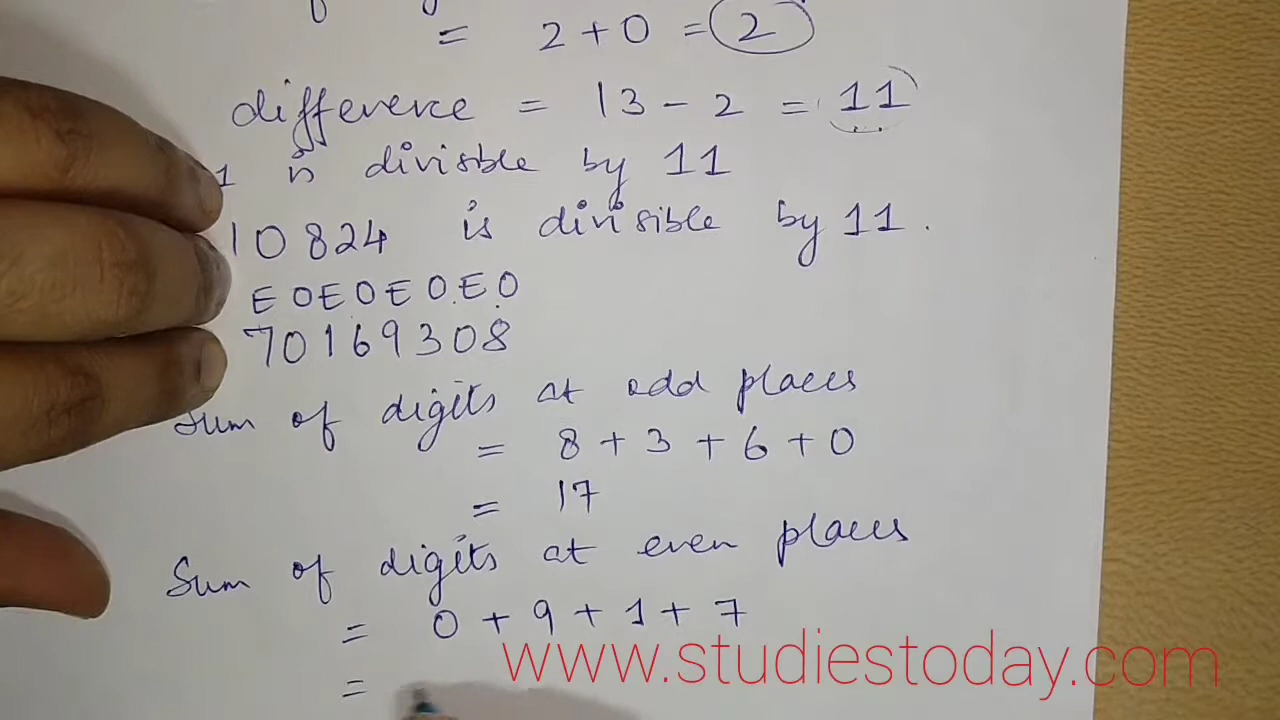 = 2 + 0 = 2
difference = 13 - 2 = 11
1 is divisible by 11
10824 is divisible by 11.
E O E O E O E O
70169308
Sum of digits at odd places
= 8 + 3 + 6 + 0
= 17
Sum of digits at even places
= 0 + 9 + 1 + 7
=
www.studiestoday.com